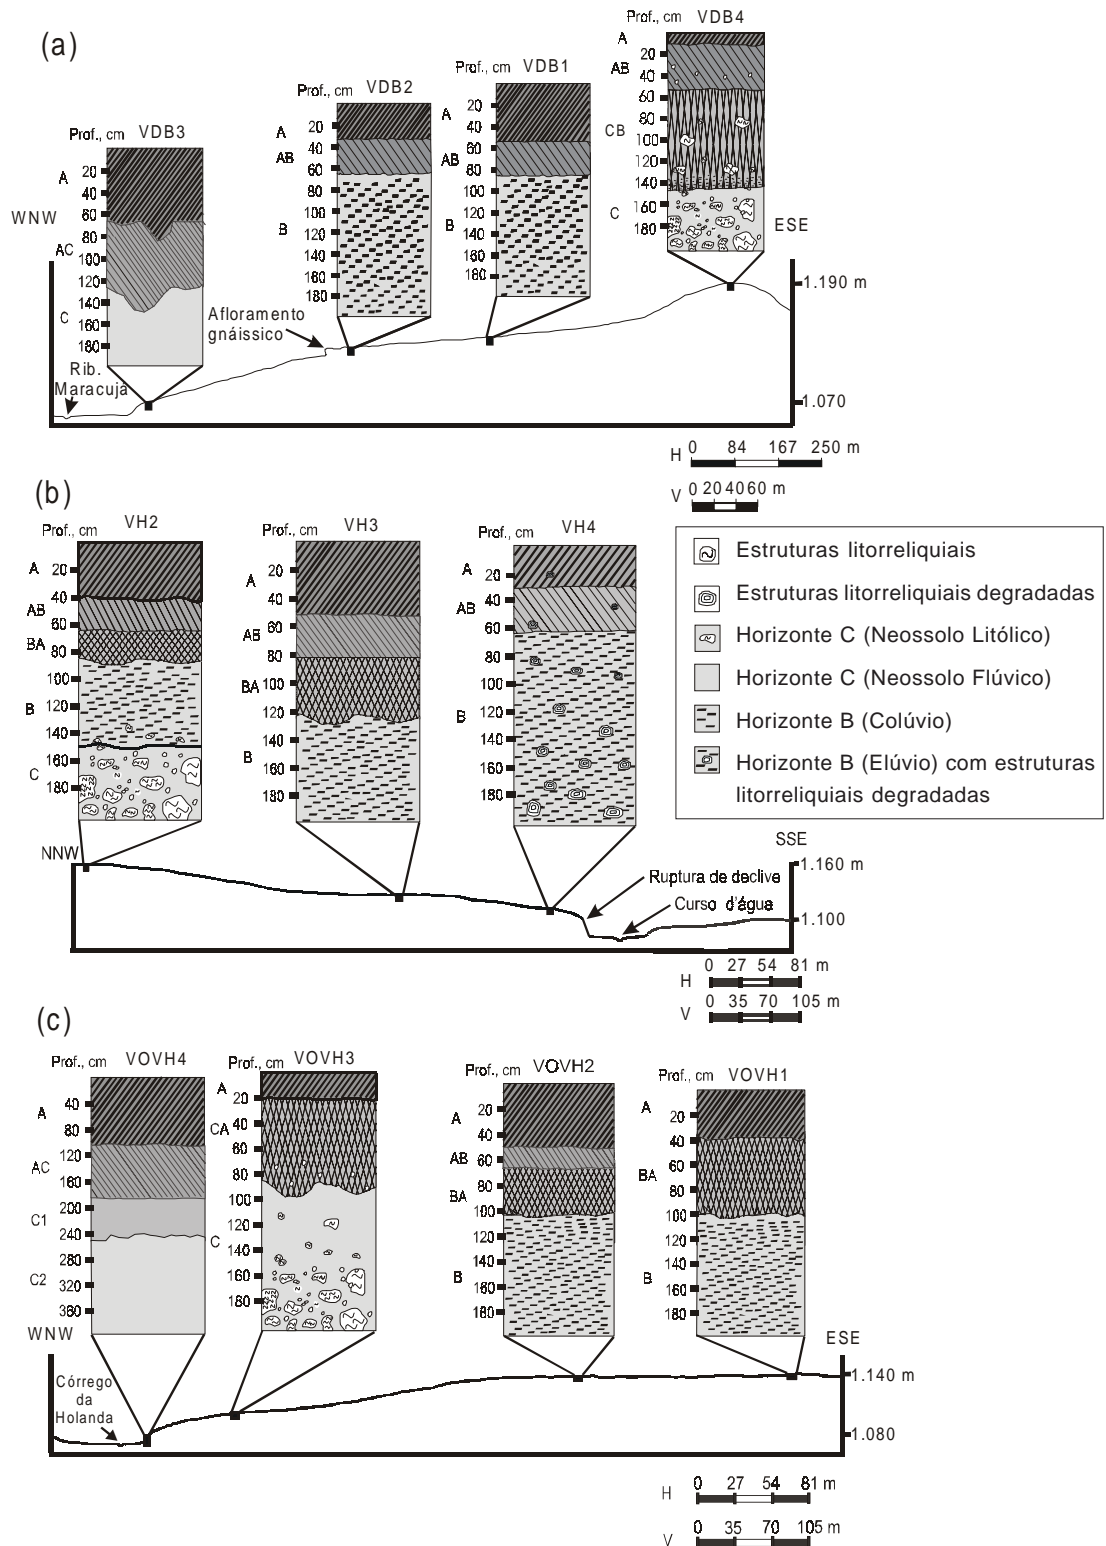 (a)
Prof., cm VDB4
A
20
AB
40
60
80
CB
100
120
140
C
160
180
ESE
Prof., cm VDB1
20
A
40
60
AB
80
100
120
B
140
160
180
Prof., cm VDB2
A
20
40
AB
60
80
100
B
120
140
160
180
Prof., cm VDB3
20
A
40
60
WNW
80
AC
100
120
140
C
160
180
Afloramento
gnáissico
Rib.
Maracujá
1.190 m
1.070
H 0 84 167 250 m
V 0 20 40 60 m
(b)
Prof., cm VH2
A
20
40
AB
60
BA
80
100
B
120
140
160
C
180
Prof., cm VH3
A
20
40
60
AB
80
BA
100
120
140
B
160
180
Prof., cm VH4
A
20
40
AB
60
80
100
B
120
140
160
180
Estruturas litorreliquiais
Estruturas litorreliquiais degradadas
Horizonte C (Neossolo Litólico)
Horizonte C (Neossolo Flúvico)
Horizonte B (Colúvio)
Horizonte B (Elúvio) com estruturas
litorreliquiais degradadas
NNW
SSE
1.160 m
Ruptura de declive
Curso d'água
1.100
0 27 54 81 m
H
0 35 70 105 m
V
(c)
Prof., cm VOVH4
A
40
80
120
AC
160
200
C1
240
280
C2
320
360
WNW
Prof., cm VOVH3
A
20
CA
40
60
80
100
120
C
140
160
180
Prof., cm VOVH2
A
20
40
AB
60
80
BA
100
120
140
B
160
180
Prof., cm VOVH1
A
20
40
60
BA
80
100
120
140
B
160
180
ESE
Córrego
da
Holanda
1.140 m
1.080
H 0 27 54 81 m
V 0 35 70 105 m